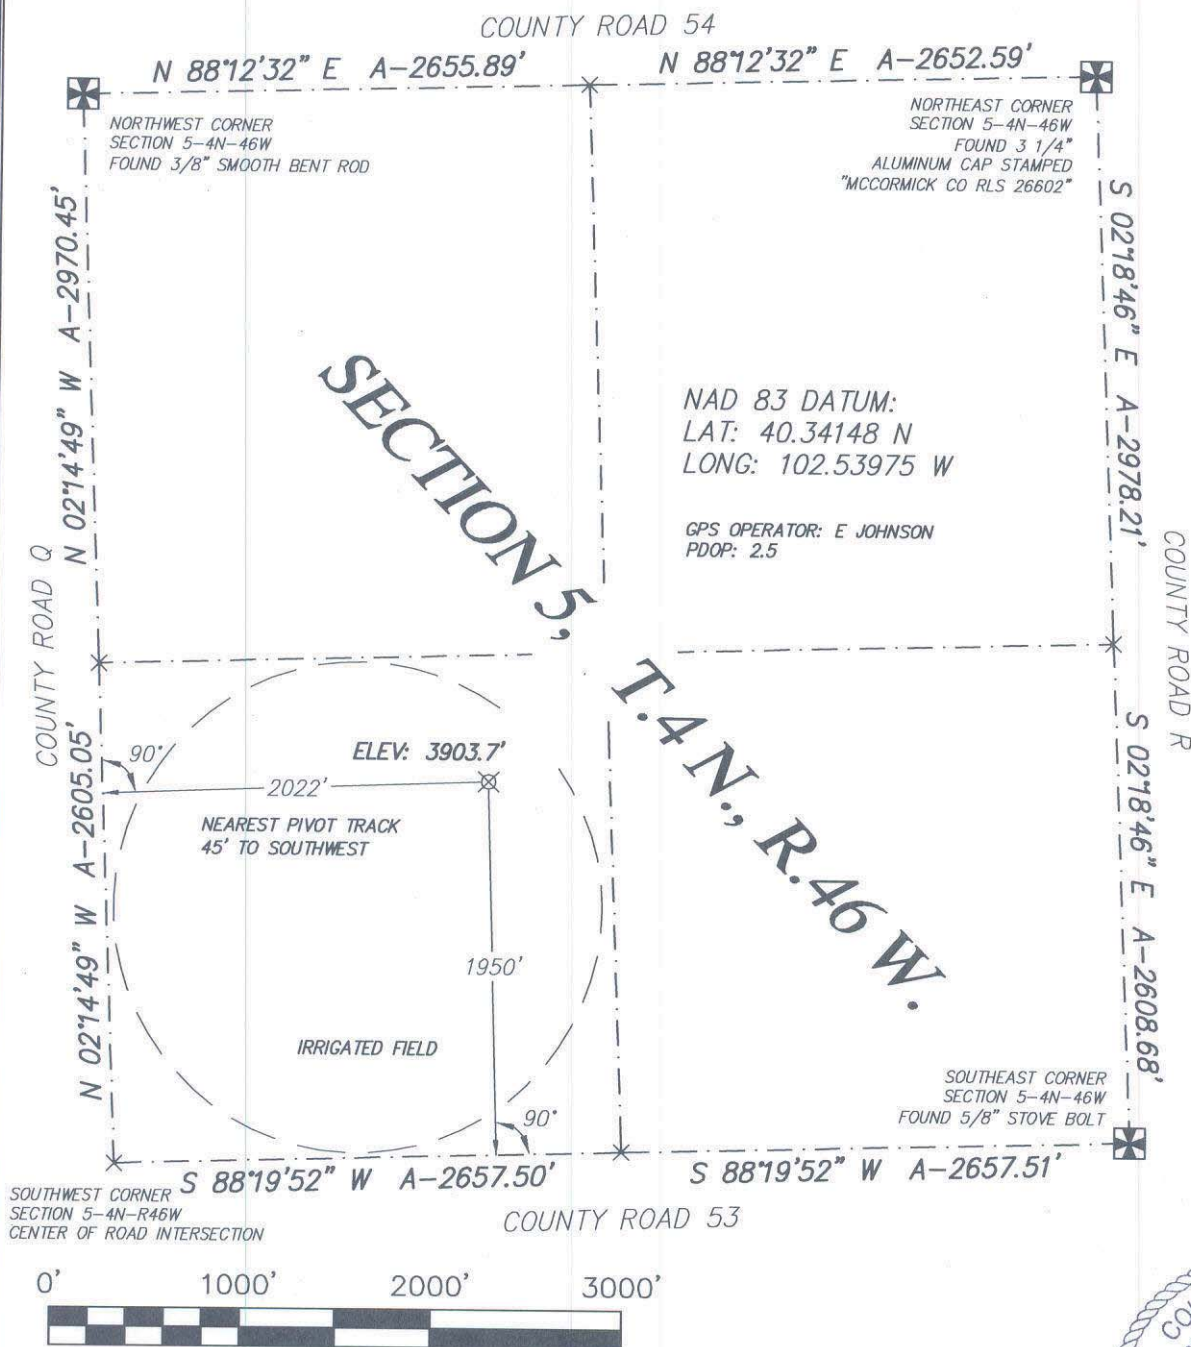 COUNTY ROAD 54
N 88°12'32" E A-2655.89'
N 88°12'32" E A-2652.59'
NORTHWEST CORNER
SECTION 5-4N-46W
FOUND 3/8" SMOOTH BENT ROD
NORTHEAST CORNER
SECTION 5-4N-46W
FOUND 3 1/4"
ALUMINUM CAP STAMPED
"MCCORMICK CO RLS 26602"
N 02°14'49" W A-2970.45'
S 02°18'46" E A-2978.21'
NAD 83 DATUM:
LAT: 40.34148 N
LONG: 102.53975 W
GPS OPERATOR: E JOHNSON
PDOP: 2.5
SECTION 5, T.4 N., R.46 W.
COUNTY ROAD Q
COUNTY ROAD R
N 02°14'49" W A-2605.05'
S 02°18'46" E A-2608.68'
90°
ELEV: 3903.7'
2022'
NEAREST PIVOT TRACK
45' TO SOUTHWEST
1950'
IRRIGATED FIELD
90°
SOUTHEAST CORNER
SECTION 5-4N-46W
FOUND 5/8" STOVE BOLT
S 88°19'52" W A-2657.50'
S 88°19'52" W A-2657.51'
SOUTHWEST CORNER
SECTION 5-4N-R46W
CENTER OF ROAD INTERSECTION
COUNTY ROAD 53
0' 1000' 2000' 3000'